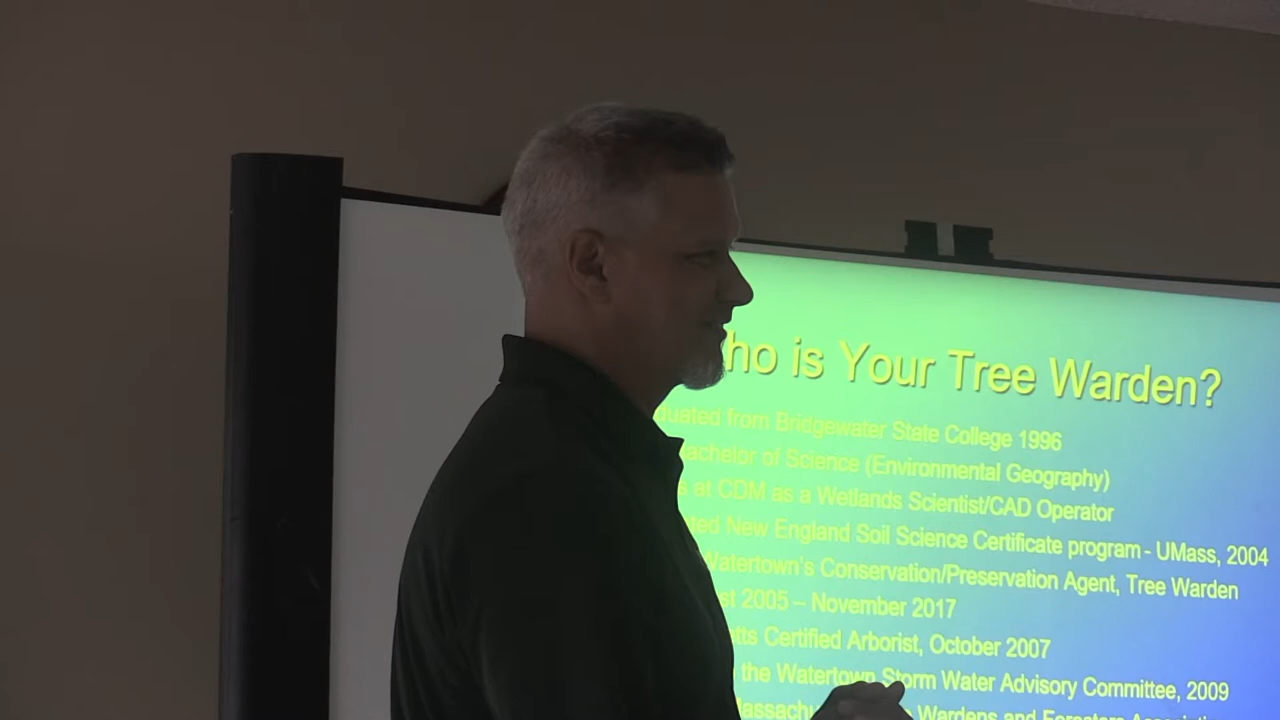 ho is Your Tree Warden?
duated from Bridgewater State College 1996
achelor of Science (Environmental Geography)
s at CDM as a Wetlands Scientist/CAD Operator
ted New England Soil Science Certificate program - UMass, 2004
Watertown's Conservation/Preservation Agent, Tree Warden
st 2005 – November 2017
tts Certified Arborist, October 2007
the Watertown Storm Water Advisory Committee, 2009
Massachu Wardens and Foresters